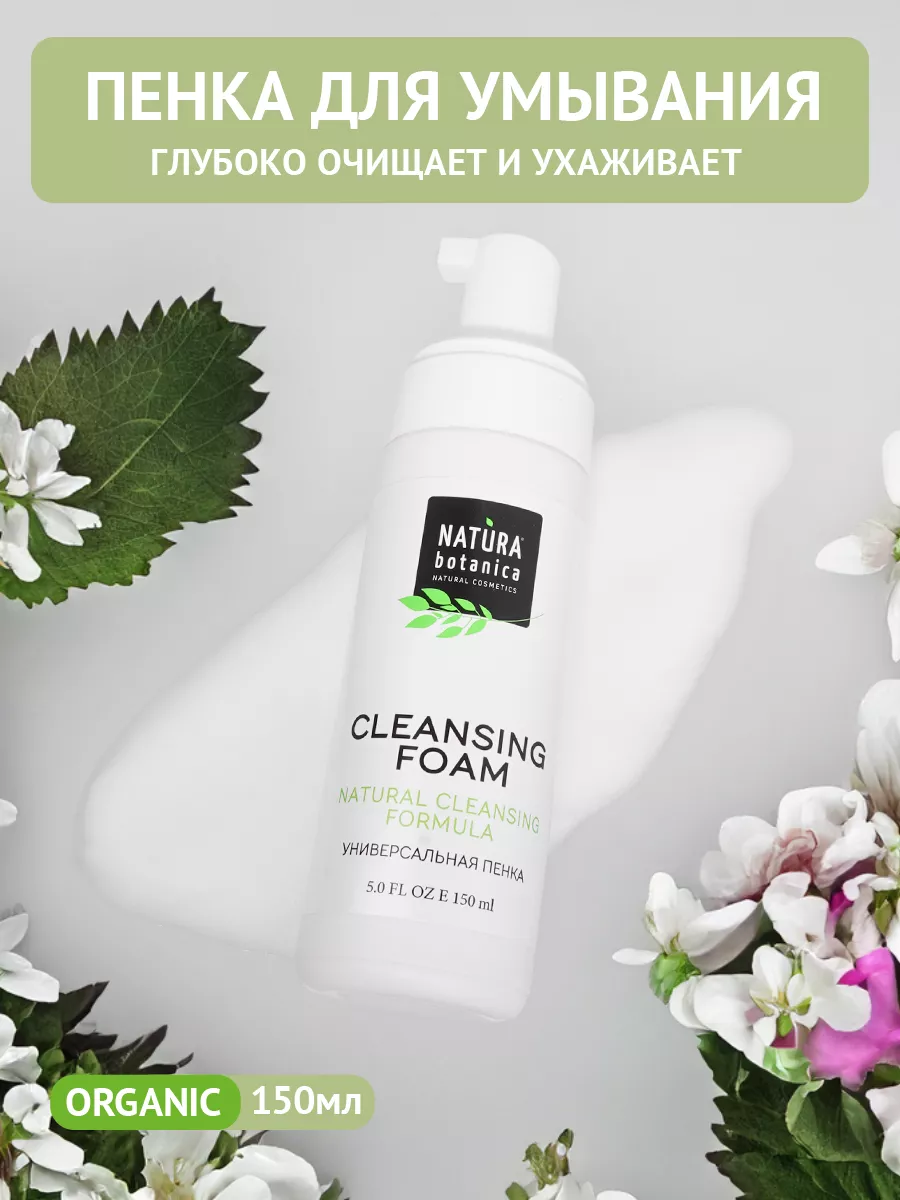 ПЕНКА ДЛЯ УМЫВАНИЯ
ГЛУБОКО ОЧИЩАЕТ И УХАЖИВАЕТ
NATURA®
botanica
NATURAL COSMETICS
CLEANSING
FOAM
NATURAL CLEANSING
FORMULA
УНИВЕРСАЛЬНАЯ ПЕНКА
5.0 FL OZ E 150 ml
ORGANIC 150мл